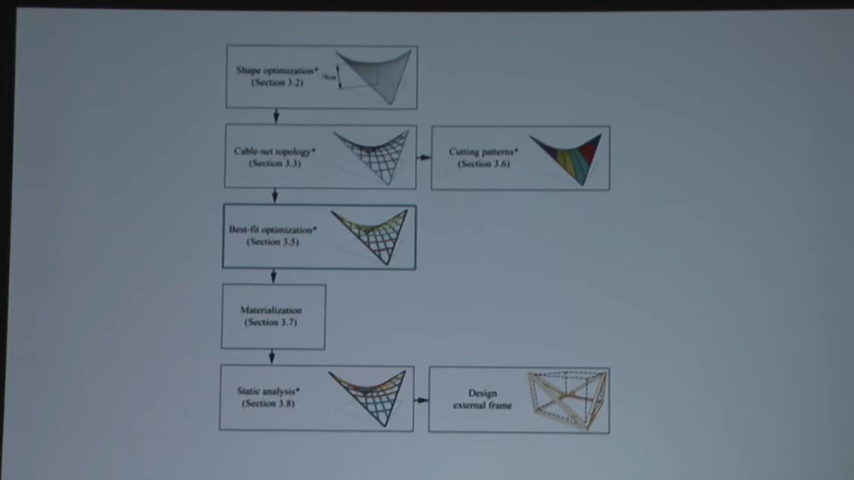 Shape optimization*
(Section 3.2)
Cable-net topology*
(Section 3.3)
Cutting patterns*
(Section 3.6)
Best-fit optimization*
(Section 3.5)
Materialization
(Section 3.7)
Static analysis*
(Section 3.8)
Design
external frame